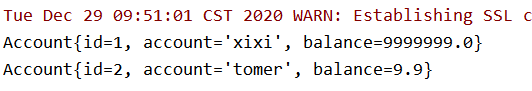 Tue Dec 29 09:51:01 CST 2020 WARN: Establishing SSL c
Account{id=1, account='xixi', balance=9999999.0}
Account{id=2, account='tomer', balance=9.9}